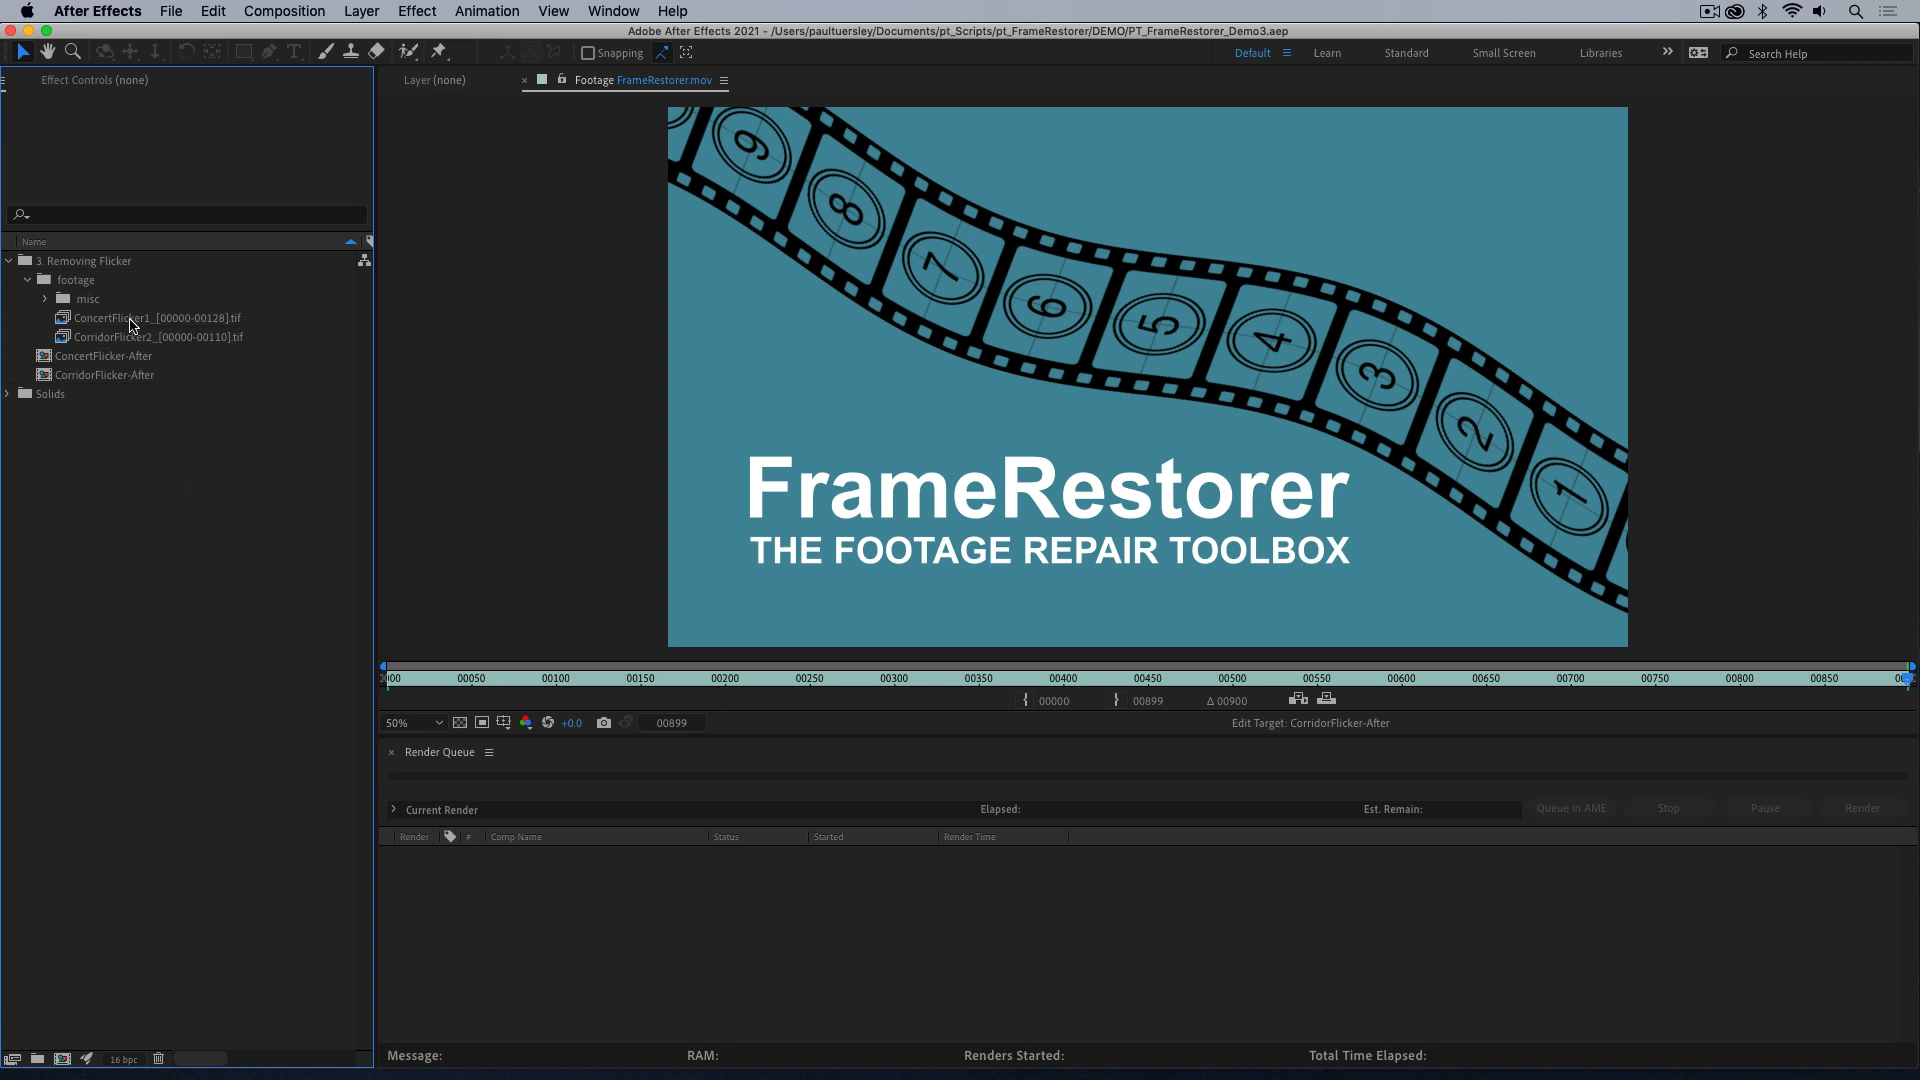 After Effects File Edit Composition Layer Effect Animation View Window Help
Adobe After Effects 2021 - /Users/paultuersley/Documents/pt_Scripts/pt_FrameRestorer/DEMO/PT_FrameRestorer_Demo3.aep
Snapping Default Learn Standard Small Screen Libraries Search Help
Effect Controls (none)
Layer (none) Footage FrameRestorer.mov
Name
3. Removing Flicker
footage
misc
ConcertFlicker1_[00000-00128].tif
CorridorFlicker2_[00000-00110].tif
ConcertFlicker-After
CorridorFlicker-After
Solids
9 8 7 6 5 4 3 2 1
FrameRestorer
THE FOOTAGE REPAIR TOOLBOX
00050 00100 00150 00200 00250 00300 00350 00400 00450 00500 00550 00600 00650 00700 00750 00800 00850
00000 00899 Δ 00900
50% +0.0 00899 Edit Target: CorridorFlicker-After
Render Queue
Current Render Elapsed: Est. Remain: Queue in AME Stop Pause Render
Render # Comp Name Status Started Render Time
16 bpc
Message: RAM: Renders Started: Total Time Elapsed: